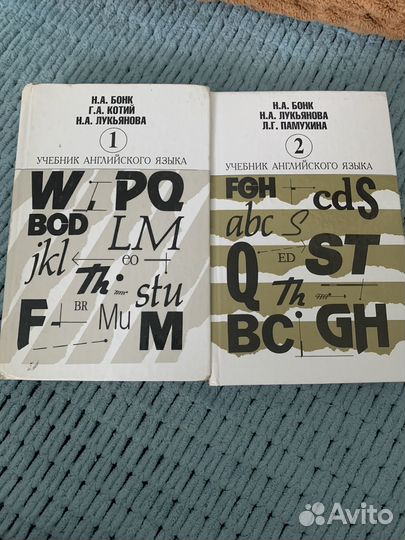 Н.А. БОНК
Г.А. КОТИЙ
Н.А. ЛУКЬЯНОВА
1
УЧЕБНИК АНГЛИЙСКОГО ЯЗЫКА
W I PQ
BCD
LM
jkl
eo
Th
stu
BR
F
Mu
M
Н.А. БОНК
Н.А. ЛУКЬЯНОВА
Л.Г. ПАМУХИНА
2
УЧЕБНИК АНГЛИЙСКОГО ЯЗЫКА
FGH
cdS
abc S
Q
ED
ST
Th
BC
GH
Avito